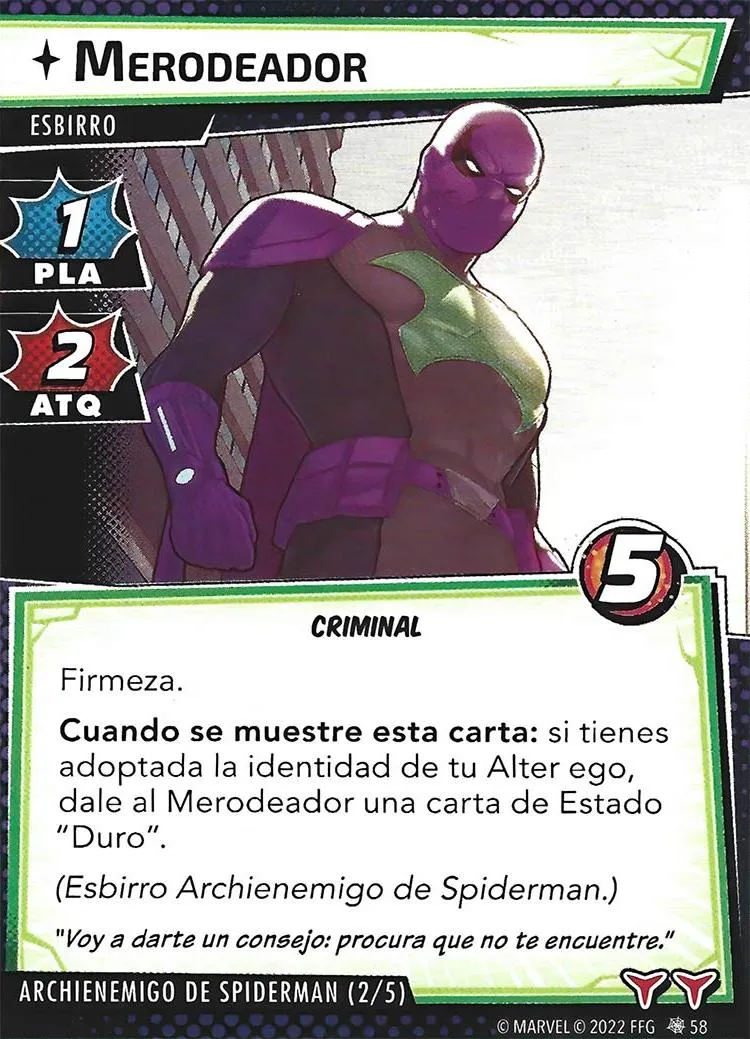 MERODEADOR
ESBIRRO
1
PLA
2
ATQ
5
CRIMINAL
Firmeza.
Cuando se muestre esta carta: si tienes
adoptada la identidad de tu Alter ego,
dale al Merodeador una carta de Estado
“Duro”.
(Esbirro Archienemigo de Spiderman.)
"Voy a darte un consejo: procura que no te encuentre."
ARCHIENEMIGO DE SPIDERMAN (2/5)
© MARVEL © 2022 FFG 58